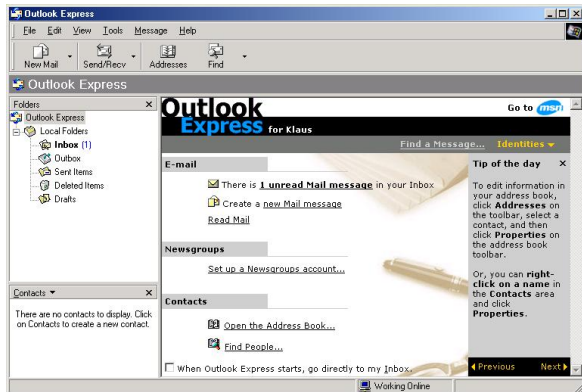 Outlook Express
File Edit View Tools Message Help
New Mail Send/Recv Addresses Find
Outlook Express
Folders x
Outlook Express
Local Folders
Inbox (1)
Outbox
Sent Items
Deleted Items
Drafts
Contacts x
There are no contacts to display. Click
on Contacts to create a new contact.
Outlook
Express for Klaus
Go to msn
Find a Message... Identities
E-mail
There is 1 unread Mail message in your Inbox
Create a new Mail message
Read Mail
Newsgroups
Set up a Newsgroups account...
Contacts
Open the Address Book...
Find People...
When Outlook Express starts, go directly to my Inbox.
Tip of the day x
To edit information in
your address book,
click Addresses on
the toolbar, select a
contact, and then
click Properties on
the address book
toolbar.
Or, you can right-
click on a name in
the Contacts area
and click
Properties.
Previous Next
Working Online